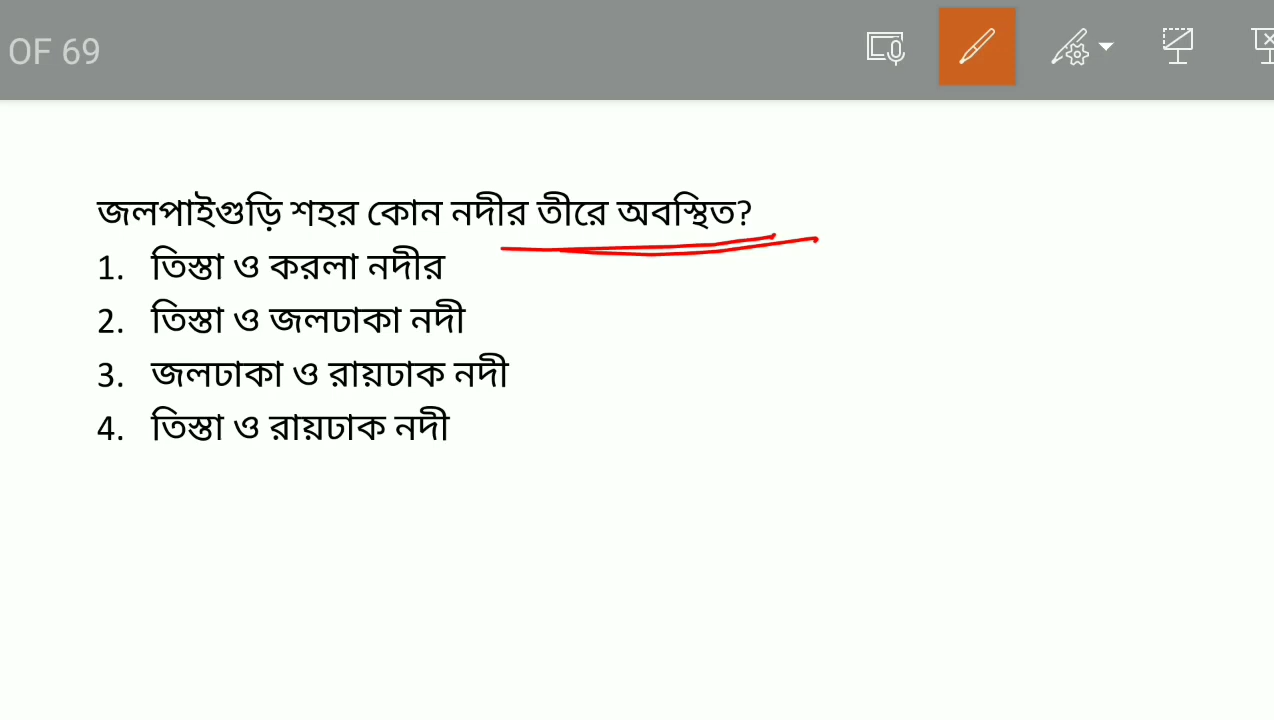 OF 69
জলপাইগুড়ি শহর কোন নদীর তীরে অবস্থিত?
1. তিস্তা ও করলা নদীর
2. তিস্তা ও জলঢাকা নদী
3. জলঢাকা ও রায়ঢাক নদী
4. তিস্তা ও রায়ঢাক নদী